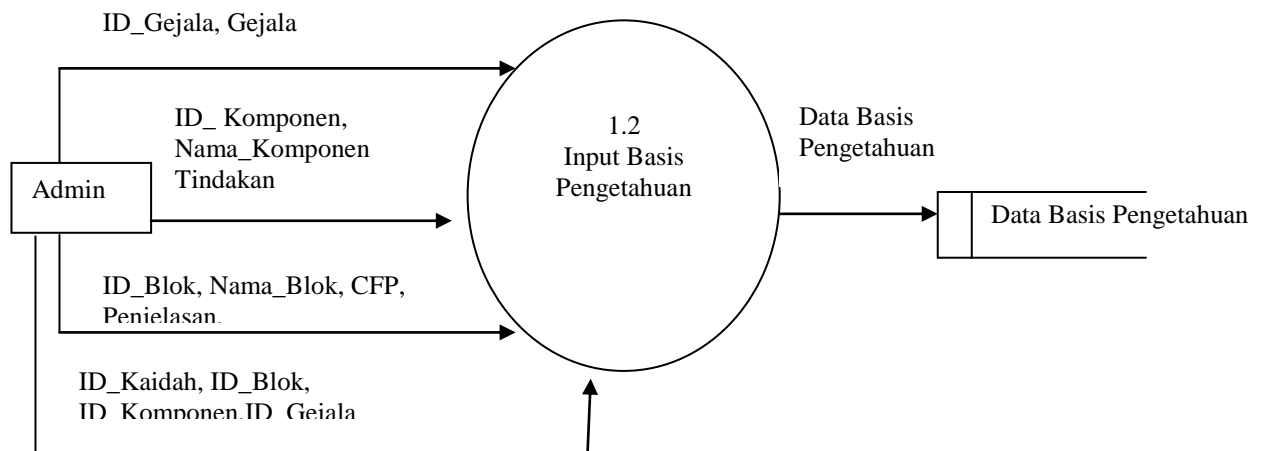 ID_Gejala, Gejala
ID_ Komponen,
Nama_Komponen
Tindakan
Admin
ID_Blok, Nama_Blok, CFP,
Penjelasan.
ID_Kaidah, ID_Blok,
ID_Komponen,ID_Gejala
1.2
Input Basis
Pengetahuan
Data Basis
Pengetahuan
Data Basis Pengetahuan